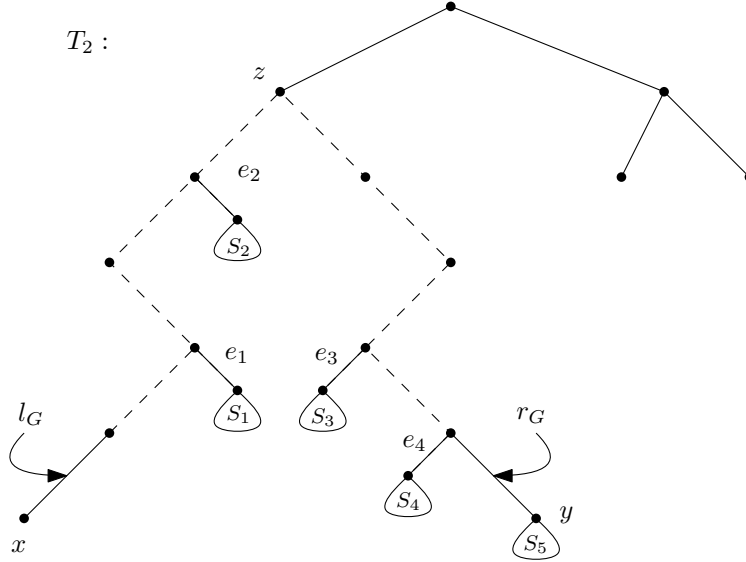 T₂ :
z
e₂
S₂
e₁
e₃
S₁
S₃
l_G
r_G
e₄
S₄
y
x
S₅